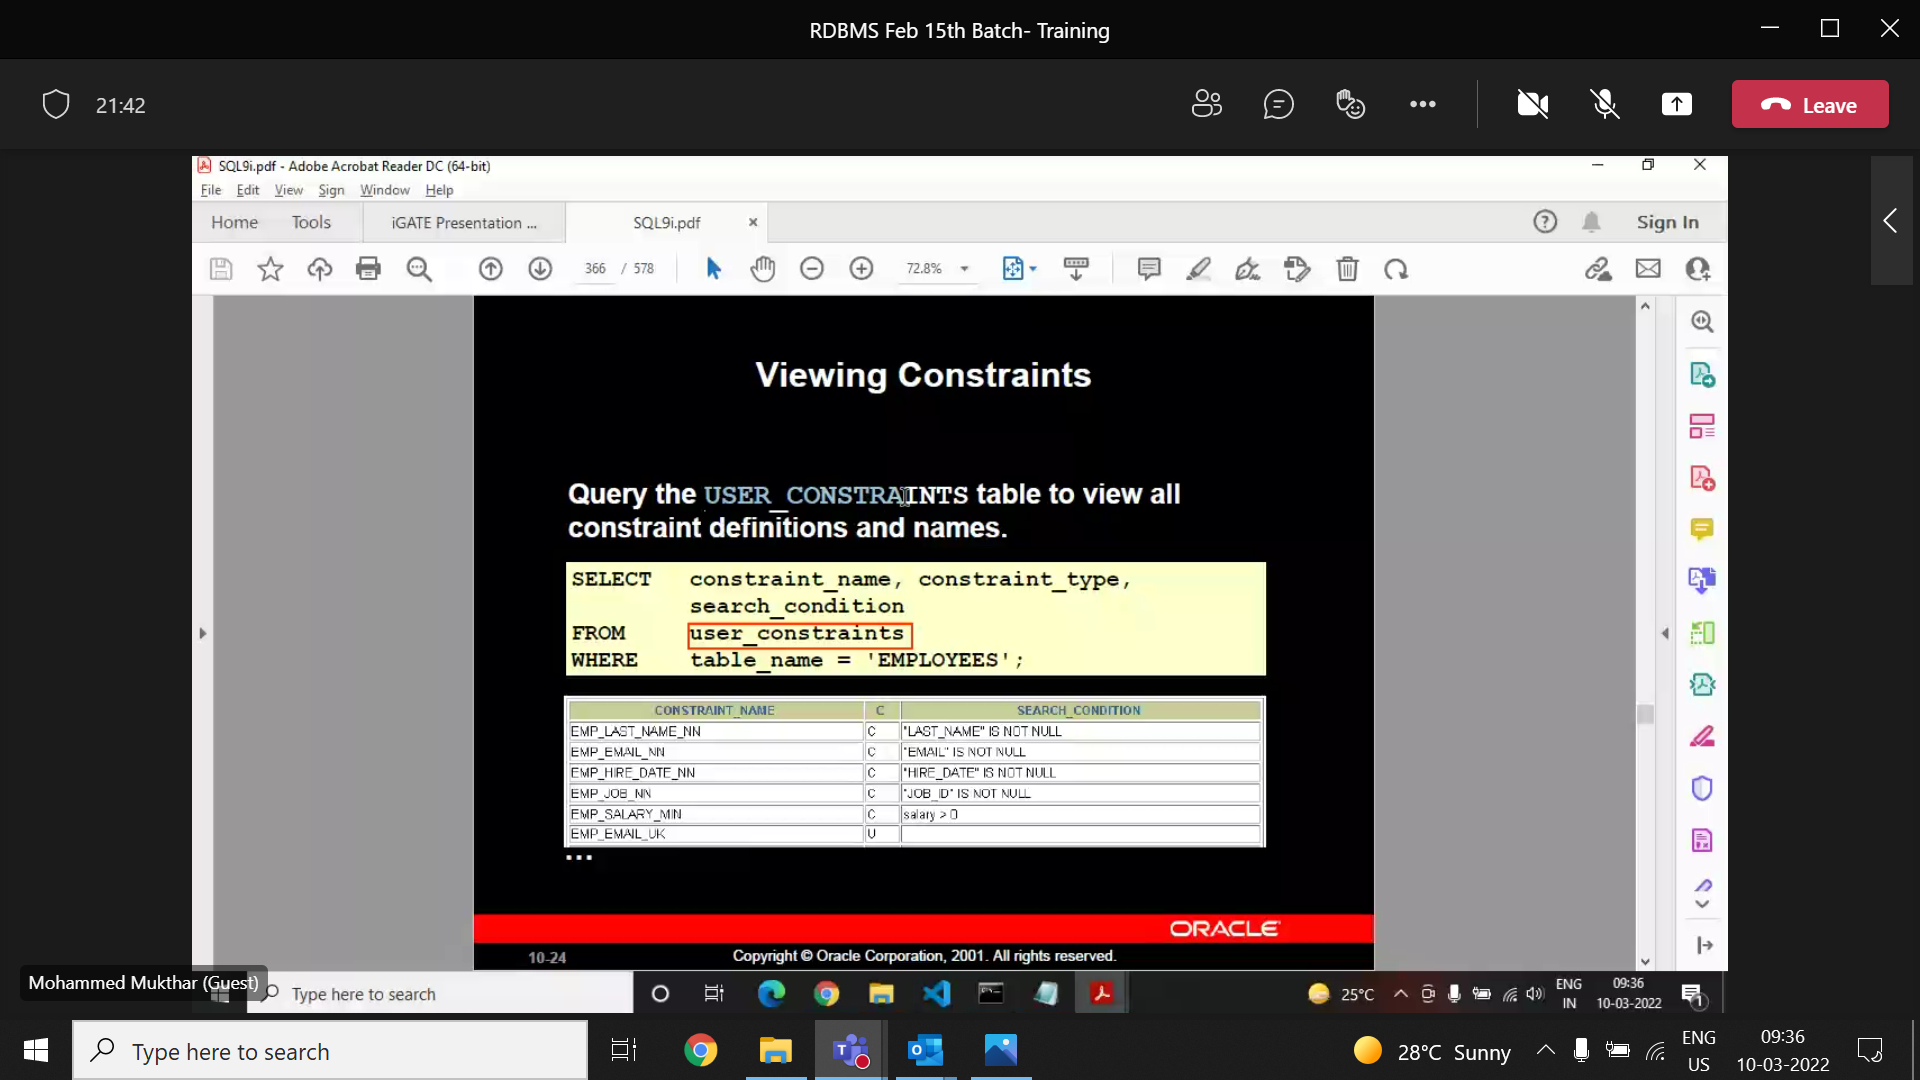 RDBMS Feb 15th Batch- Training
21:42
Leave
SQL9i.pdf - Adobe Acrobat Reader DC (64-bit)
File Edit View Sign Window Help
Home Tools iGATE Presentation ... SQL9i.pdf × Sign In
366 / 578 72.8%
Viewing Constraints
Query the USER_CONSTRAINTS table to view all
constraint definitions and names.
SELECT constraint_name, constraint_type,
search_condition
FROM user_constraints
WHERE table_name = 'EMPLOYEES';
CONSTRAINT_NAME C SEARCH_CONDITION
EMP_LAST_NAME_NN C "LAST_NAME" IS NOT NULL
EMP_EMAIL_NN C "EMAIL" IS NOT NULL
EMP_HIRE_DATE_NN C "HIRE_DATE" IS NOT NULL
EMP_JOB_NN C "JOB_ID" IS NOT NULL
EMP_SALARY_MIN C salary > 0
EMP_EMAIL_UK U
...
ORACLE
10-24 Copyright © Oracle Corporation, 2001. All rights reserved.
Mohammed Mukthar (Guest)
Type here to search 25°C ENG IN 09:36 10-03-2022 1
Type here to search 28°C Sunny ENG US 09:36 10-03-2022